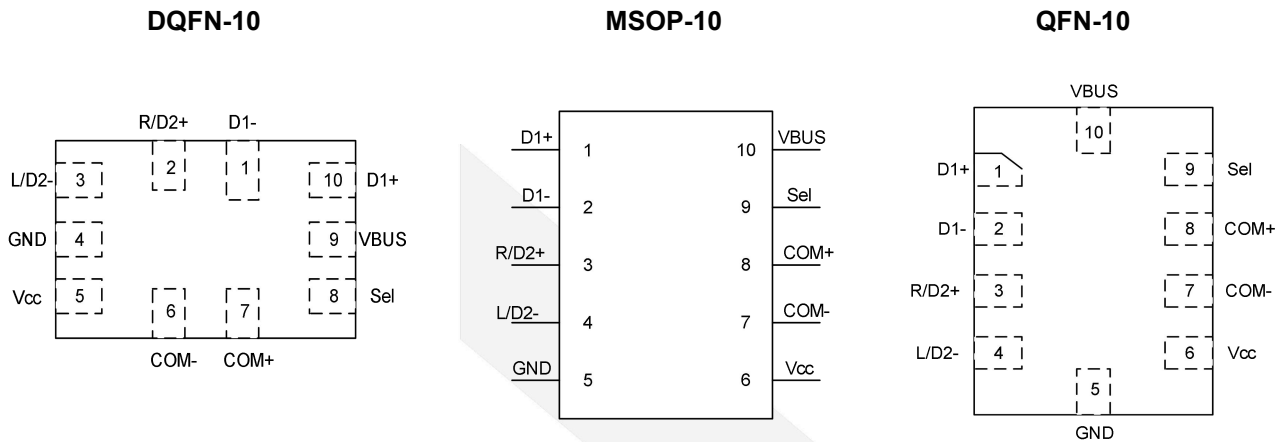 DQFN-10
R/D2+ D1-
2 1
L/D2- 3 10 D1+
GND 4 9 VBUS
Vcc 5 8 Sel
6 7
COM- COM+
MSOP-10
D1+ 1 10 VBUS
D1- 2 9 Sel
R/D2+ 3 8 COM+
L/D2- 4 7 COM-
GND 5 6 Vcc
QFN-10
VBUS
10
D1+ 1 9 Sel
D1- 2 8 COM+
R/D2+ 3 7 COM-
L/D2- 4 6 Vcc
5
GND